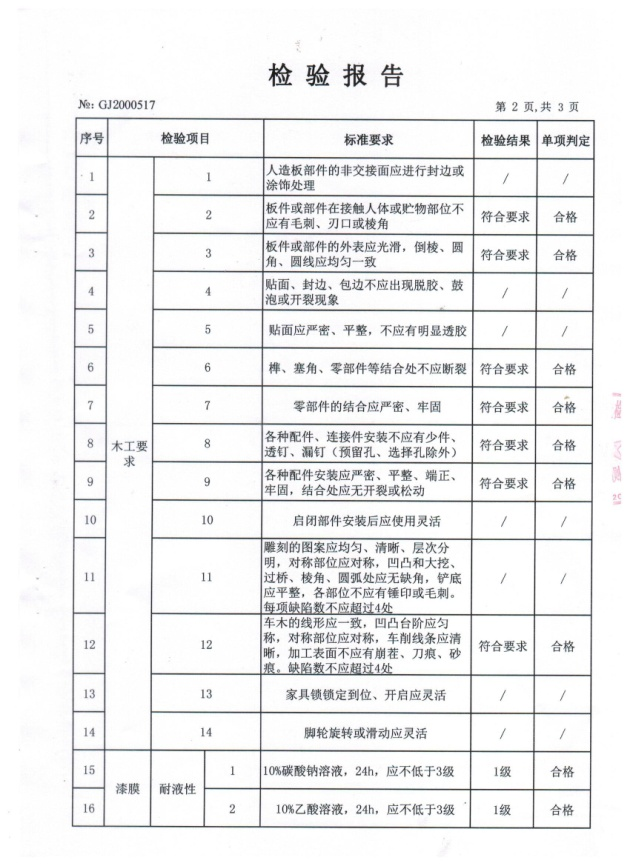 检验报告
№: GJ2000517
第 2 页,共 3 页
序号 检验项目 标准要求 检验结果 单项判定
木工要
求
1 1 人造板部件的非交接面应进行封边或
涂饰处理 / /
2 2 板件或部件在接触人体或贮物部位不
应有毛刺、刃口或棱角 符合要求 合格
3 3 板件或部件的外表应光滑，倒棱、圆
角、圆线应均匀一致 符合要求 合格
4 4 贴面、封边、包边不应出现脱胶、鼓
泡或开裂现象 / /
5 5 贴面应严密、平整，不应有明显透胶 / /
6 6 榫、塞角、零部件等结合处不应断裂 符合要求 合格
7 7 零部件的结合应严密、牢固 符合要求 合格
8 8 各种配件、连接件安装不应有少件、
透钉、漏钉（预留孔、选择孔除外） 符合要求 合格
9 9 各种配件安装应严密、平整、端正、
牢固，结合处应无开裂或松动 符合要求 合格
10 10 启闭部件安装后应使用灵活 / /
11 11 雕刻的图案应均匀、清晰、层次分
明，对称部位应对称，凹凸和大挖、
过桥、棱角、圆弧处应无缺角，铲底
应平整，各部位不应有锤印或毛刺。
每项缺陷数不应超过4处 / /
12 12 车木的线形应一致，凹凸台阶应匀
称，对称部位应对称，车削线条应清
晰，加工表面不应有崩茬、刀痕、砂
痕。缺陷数不应超过4处 符合要求 合格
13 13 家具锁锁定到位、开启应灵活 / /
14 14 脚轮旋转或滑动应灵活 / /
漆膜 耐液性
15 1 10%碳酸钠溶液，24h，应不低于3级 1级 合格
16 2 10%乙酸溶液，24h，应不低于3级 1级 合格